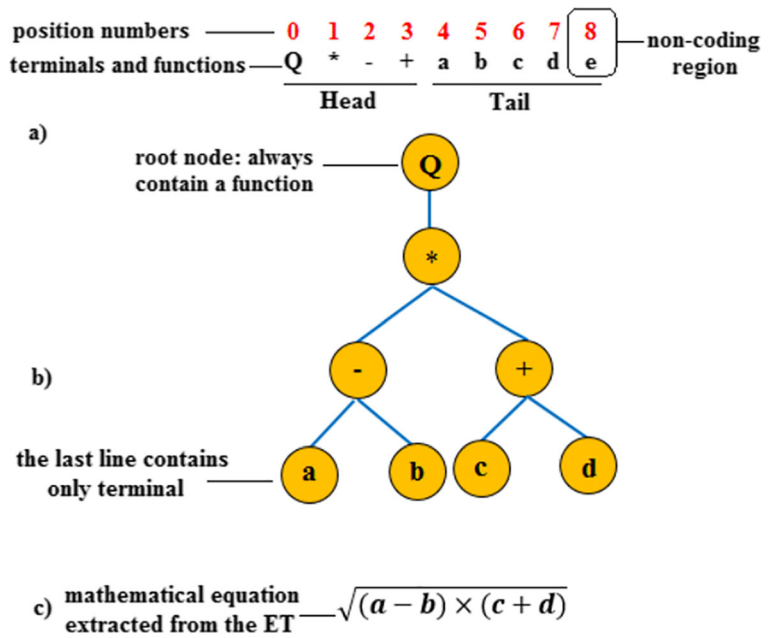 position numbers 0 1 2 3 4 5 6 7 8
terminals and functions Q * - + a b c d e
non-coding
region
Head Tail
a)
root node: always
contain a function
Q
*
b)
- +
the last line contains
only terminal
a b c d
c) mathematical equation
extracted from the ET
√(a − b) × (c + d)